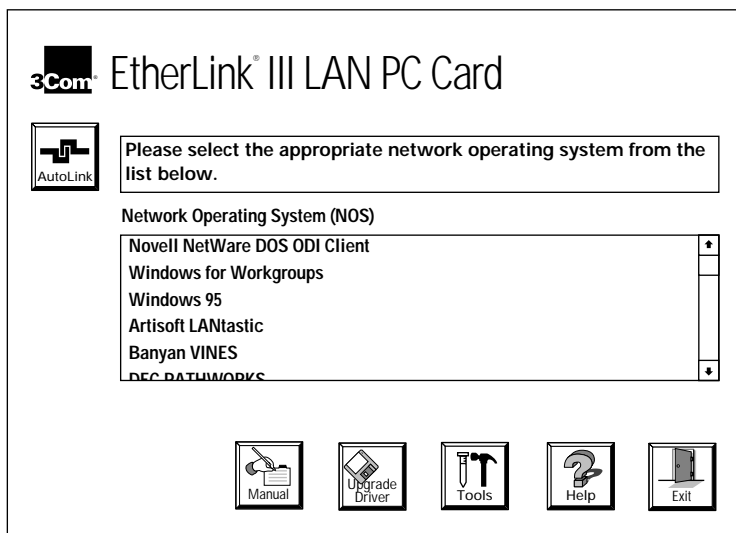 3Com® EtherLink® III LAN PC Card
AutoLink
Please select the appropriate network operating system from the
list below.
Network Operating System (NOS)
Novell NetWare DOS ODI Client
Windows for Workgroups
Windows 95
Artisoft LANtastic
Banyan VINES
DEC PATHWORKS
Manual
Upgrade
Driver
Tools
Help
Exit